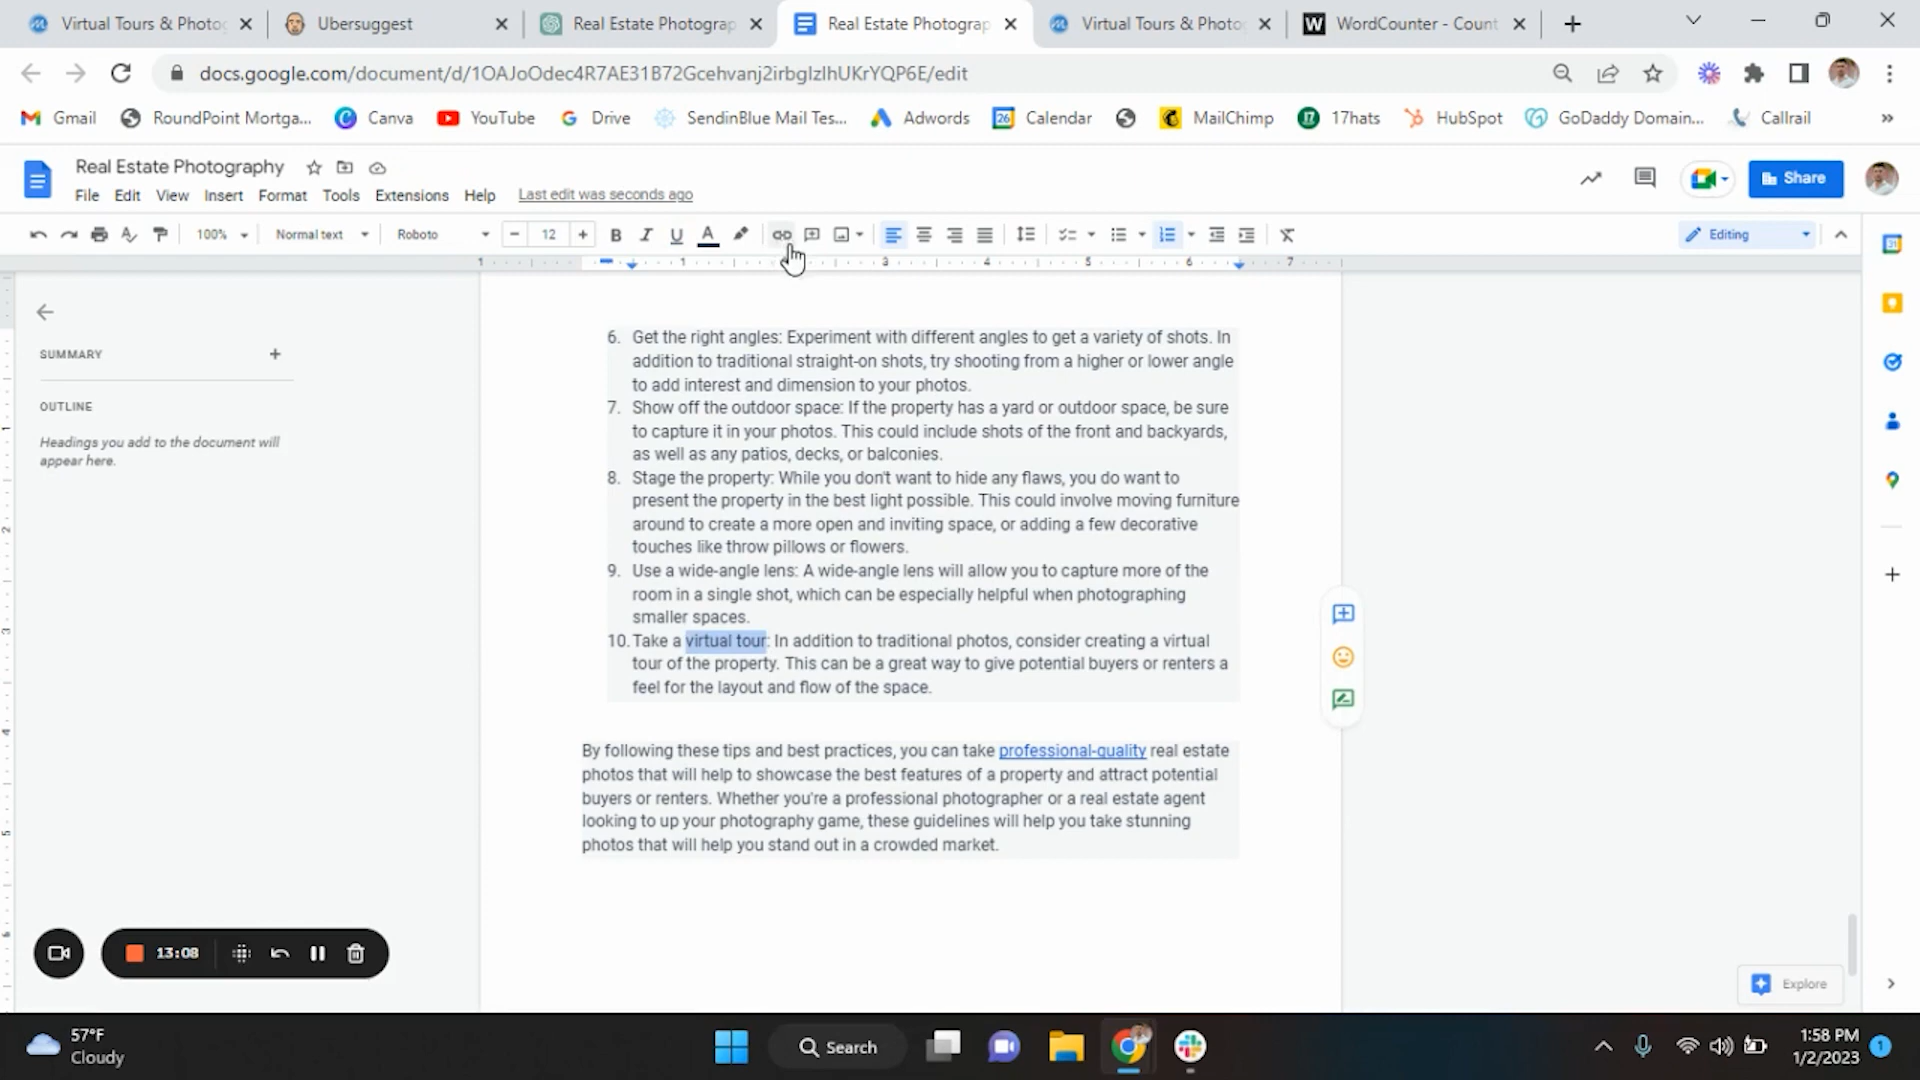 Virtual Tours & Photog
Ubersuggest
Real Estate Photograp
Real Estate Photograp
Virtual Tours & Photo
WordCounter - Count
docs.google.com/document/d/1OAJoOdec4R7AE31B72Gcehvanj2irbgIzIhUKrYQP6E/edit
Gmail
RoundPoint Mortga...
Canva
YouTube
Drive
SendinBlue Mail Tes...
Adwords
Calendar
MailChimp
17hats
HubSpot
GoDaddy Domain...
Callrail
Real Estate Photography
File Edit View Insert Format Tools Extensions Help Last edit was seconds ago
Share
100% Normal text Roboto 12
Editing
1 1 3 4 5 6 7
SUMMARY
OUTLINE
Headings you add to the document will
appear here.
6. Get the right angles: Experiment with different angles to get a variety of shots. In
addition to traditional straight-on shots, try shooting from a higher or lower angle
to add interest and dimension to your photos.
7. Show off the outdoor space: If the property has a yard or outdoor space, be sure
to capture it in your photos. This could include shots of the front and backyards,
as well as any patios, decks, or balconies.
8. Stage the property: While you don't want to hide any flaws, you do want to
present the property in the best light possible. This could involve moving furniture
around to create a more open and inviting space, or adding a few decorative
touches like throw pillows or flowers.
9. Use a wide-angle lens: A wide-angle lens will allow you to capture more of the
room in a single shot, which can be especially helpful when photographing
smaller spaces.
10. Take a virtual tour: In addition to traditional photos, consider creating a virtual
tour of the property. This can be a great way to give potential buyers or renters a
feel for the layout and flow of the space.
By following these tips and best practices, you can take professional-quality real estate
photos that will help to showcase the best features of a property and attract potential
buyers or renters. Whether you're a professional photographer or a real estate agent
looking to up your photography game, these guidelines will help you take stunning
photos that will help you stand out in a crowded market.
13:08
Explore
57°F
Cloudy
Search
1:58 PM
1/2/2023
1